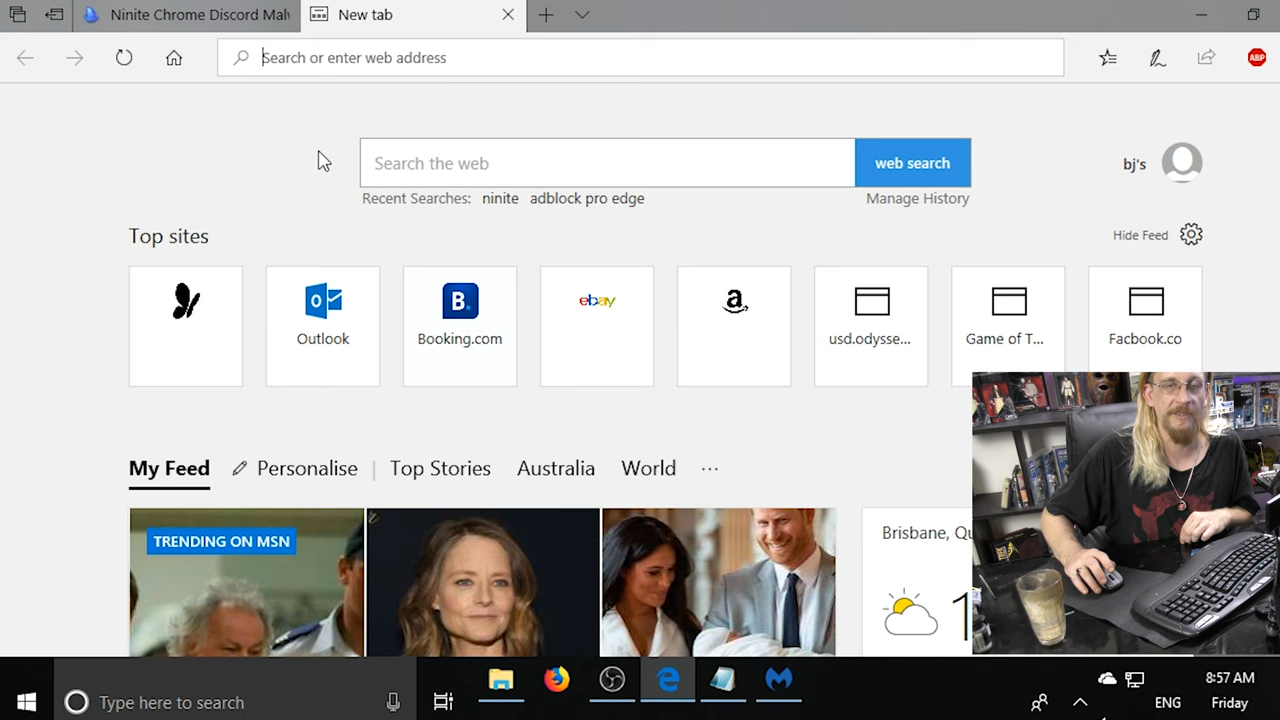 Ninite Chrome Discord Malv
New tab
Search or enter web address
ABP
Search the web
web search
bj's
Recent Searches: ninite adblock pro edge
Manage History
Top sites
Hide Feed
Outlook
B.
Booking.com
ebay
a
usd.odysse...
Game of T...
Facbook.co
My Feed
Personalise
Top Stories
Australia
World
TRENDING ON MSN
Brisbane, Qu
1
Type here to search
8:57 AM
ENG
Friday